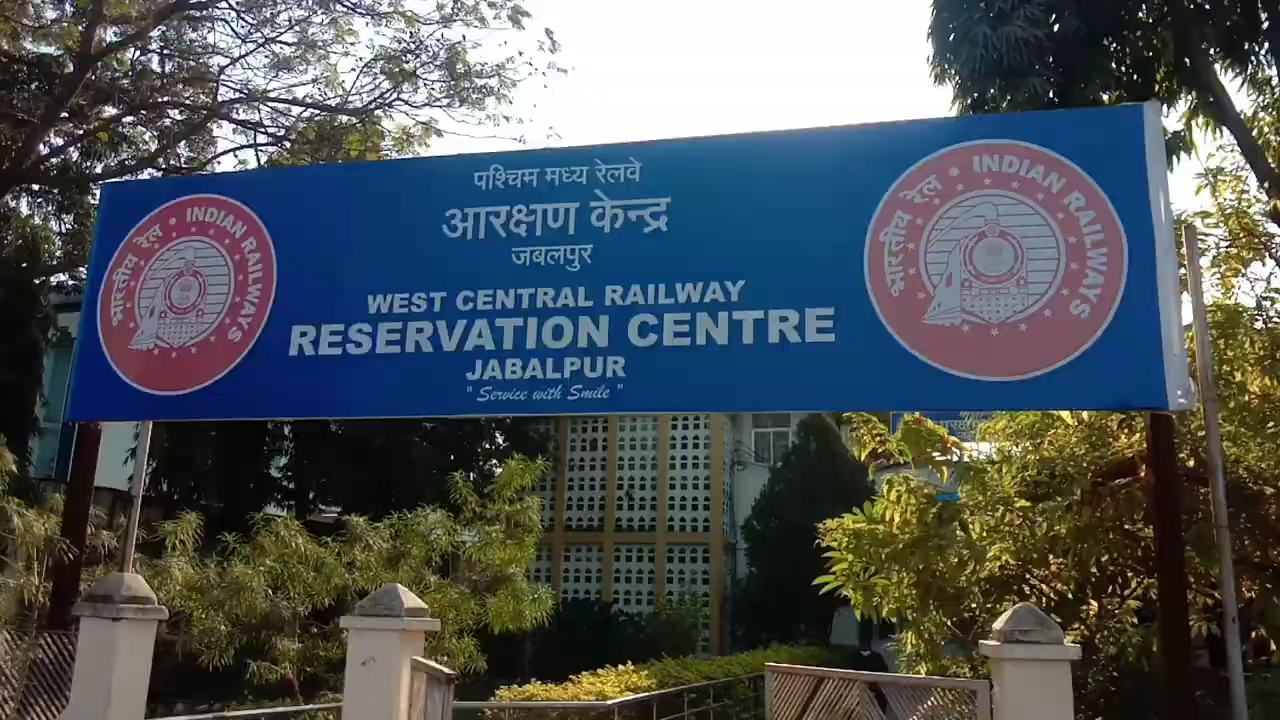 पश्चिम मध्य रेलवे
आरक्षण केन्द्र
जबलपुर
WEST CENTRAL RAILWAY
RESERVATION CENTRE
JABALPUR
" Service with Smile "
भारतीय रेल • INDIAN RAILWAYS
भारतीय रेल • INDIAN RAILWAYS